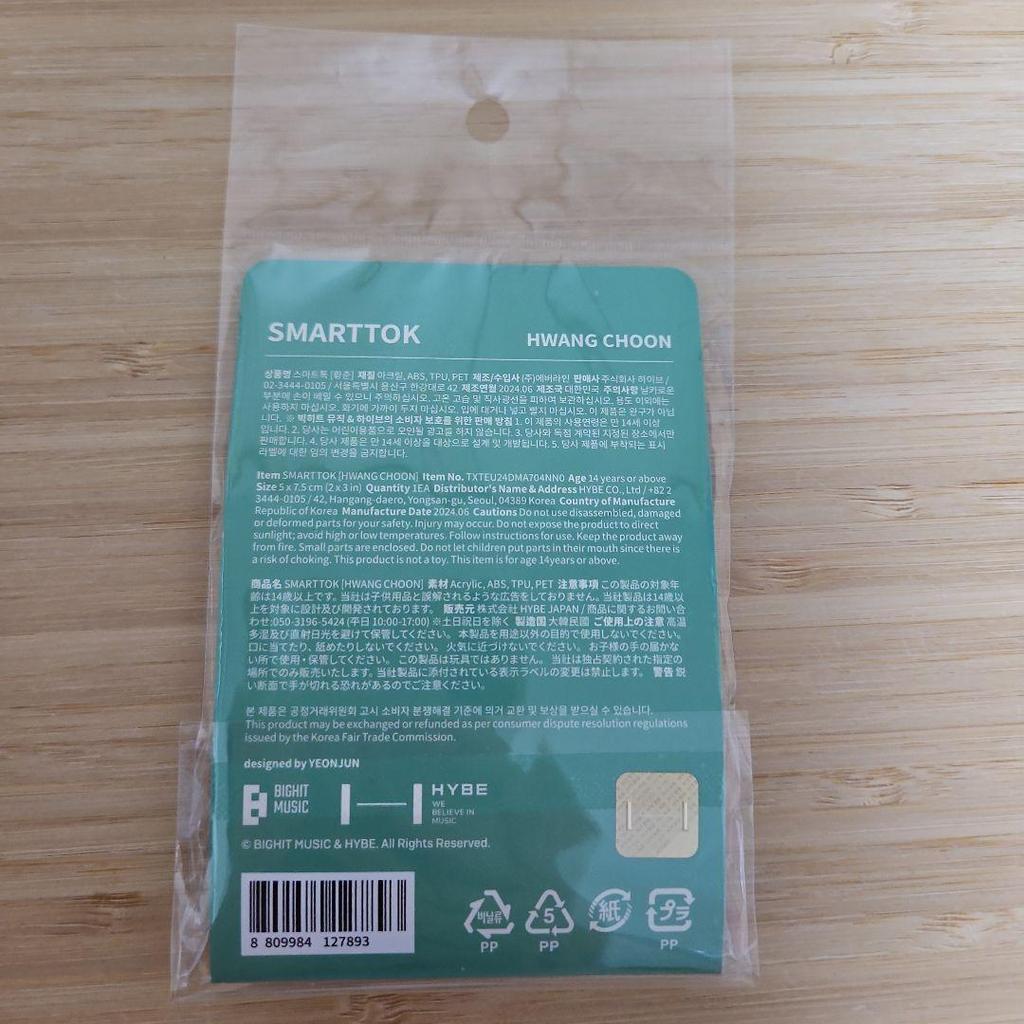 SMARTTOK
HWANG CHOON
상품명 스마트톡 [황춘] 재질 아크릴, ABS, TPU, PET 제조/수입사 (주)에버라인 판매사 주식회사 하이브 /
02-3444-0105 / 서울특별시 용산구 한강대로 42 제조연월 2024.06 제조국 대한민국 주의사항 날카로운
부분에 손이 베일 수 있으니 주의하십시오. 고온 고습 및 직사광선을 피하여 보관하십시오. 용도 이외에는
사용하지 마십시오. 화기에 가까이 두지 마십시오. 입에 대거나 넣고 빨지 마십시오. 이 제품은 완구가 아닙
니다. ※ 빅히트 뮤직 & 하이브의 소비자 보호를 위한 판매 방침 1. 이 제품의 사용연령은 만 14세 이상
입니다. 2. 당사는 어린이용품으로 오인될 광고를 하지 않습니다. 3. 당사와 독점 계약된 지정된 장소에서만
판매합니다. 4. 당사 제품은 만 14세 이상을 대상으로 설계 및 개발됩니다. 5. 당사 제품에 부착되는 표시
라벨에 대한 임의 변경을 금지합니다.
Item SMARTTOK [HWANG CHOON] Item No. TXTEU24DMA704NN0 Age 14 years or above
Size 5 x 7.5 cm (2 x 3 in) Quantity 1EA Distributor's Name & Address HYBE CO., Ltd / +82 2
3444-0105 / 42, Hangang-daero, Yongsan-gu, Seoul, 04389 Korea Country of Manufacture
Republic of Korea Manufacture Date 2024.06 Cautions Do not use disassembled, damaged
or deformed parts for your safety. Injury may occur. Do not expose the product to direct
sunlight; avoid high or low temperatures. Follow instructions for use. Keep the product away
from fire. Small parts are enclosed. Do not let children put parts in their mouth since there is
a risk of choking. This product is not a toy. This item is for age 14years or above.
商品名 SMARTTOK [HWANG CHOON] 素材 Acrylic, ABS, TPU, PET 注意事項 この製品の対象年
齢は14歳以上です。当社は子供用品と誤解されるような広告をしておりません。当社製品は14歳以
上を対象に設計及び開発されております。 販売元 株式会社 HYBE JAPAN / 商品に関するお問い合
わせ:050-3196-5424 (平日 10:00-17:00) ※土日祝日を除く 製造国 大韓民國 ご使用上の注意 高温
多湿及び直射日光を避けて保管してください。 本製品を用途以外の目的で使用しないでください。
口に当てたり、舐めたりしないでください。 火気に近づけないでください。 お子様の手の届かな
い所で使用・保管してください。 この製品は玩具ではありません。 当社は独占契約された指定の
場所でのみ販売いたします。当社製品に添付されている表示ラベルの変更は禁止します。 警告 鋭
い断面で手が切れる恐れがあるのでご注意ください。
본 제품은 공정거래위원회 고시 소비자 분쟁해결 기준에 의거 교환 및 보상을 받으실 수 있습니다.
This product may be exchanged or refunded as per consumer dispute resolution regulations
issued by the Korea Fair Trade Commission.
designed by YEONJUN
BIGHIT
MUSIC
HYBE
WE
BELIEVE IN
MUSIC
© BIGHIT MUSIC & HYBE. All Rights Reserved.
8 809984 127893
비닐류
PP
5
PP
紙
プラ
PP